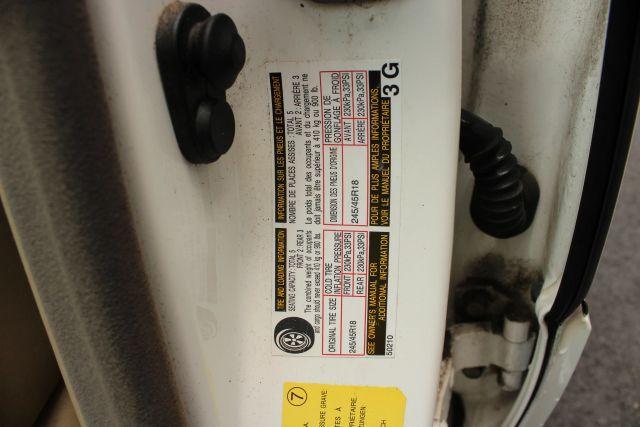 TIRE AND LOADING INFORMATION
SEATING CAPACITY: TOTAL 5
FRONT 2: REAR 3
The combined weight of occupants
and cargo should never exceed 410 kg or 900 lbs.
ORIGINAL TIRE SIZE
COLD TIRE
INFLATION PRESSURE
245/45R18
FRONT 230kPa,33PSI
REAR 230kPa,33PSI
SEE OWNER'S MANUAL FOR
ADDITIONAL INFORMATION
50210
INFORMATION SUR LES PNEUS ET LE CHARGEMENT
NOMBRE DE PLACES ASSISES :TOTAL 5
AVANT 2 : ARRIÈRE 3
Le poids total des occupants et du chargement ne
doit jamais être supérieur à 410 kg ou 900 lb.
DIMENSION DES PNEUS D'ORIGINE
PRESSION DE
GONFLAGE À FROID
245/45R18
AVANT 230kPa,33PSI
ARRIÈRE 230kPa,33PSI
POUR DE PLUS AMPLES INFORMATIONS,
VOIR LE MANUEL DU PROPRIÉTAIRE
3 G
7
SSURE GRAVE